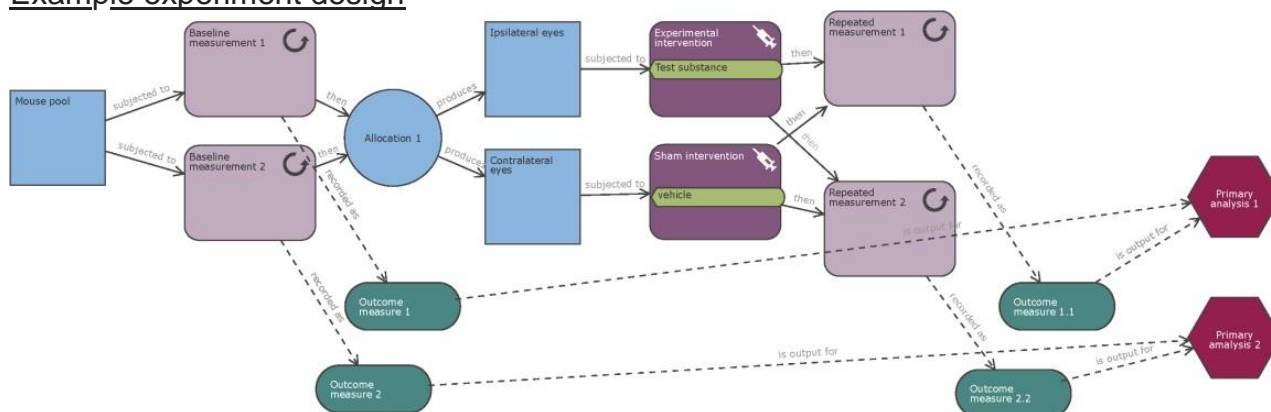 Example experiment design
Mouse pool
subjected to
subjected to
Baseline
measurement 1
Baseline
measurement 2
then
then
recorded as
recorded as
Allocation 1
produces
produces
Ipsilateral eyes
Contralateral
eyes
subjected to
subjected to
Experimental
intervention
Test substance
Sham intervention
vehicle
then
then
then
then
Repeated
measurement 1
Repeated
measurement 2
recorded as
recorded as
Outcome
measure 1
Outcome
measure 2
is output for
is output for
Outcome
measure 1.1
Outcome
measure 2.2
is output for
is output for
Primary
analysis 1
Primary
amalysis 2